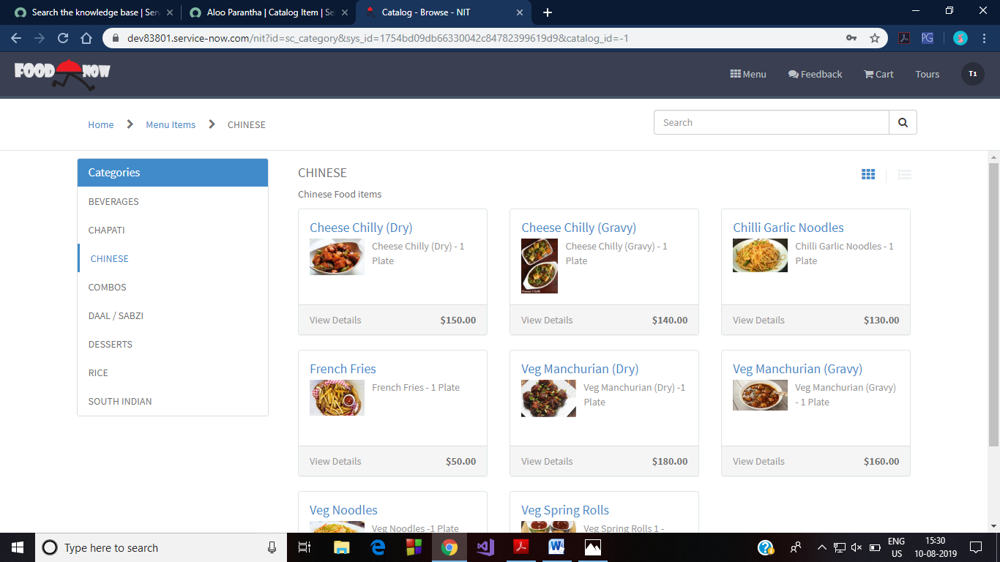 Search the knowledge base | Ser
Aloo Parantha | Catalog Item | Se
Catalog - Browse - NIT
dev83801.service-now.com/nit?id=sc_category&sys_id=1754bd09db66330042c84782399619d9&catalog_id=-1
PG
FOOD NOW
Menu
Feedback
Cart
Tours
T1
Home
Menu Items
CHINESE
Search
Categories
BEVERAGES
CHAPATI
CHINESE
COMBOS
DAAL / SABZI
DESSERTS
RICE
SOUTH INDIAN
CHINESE
Chinese Food items
Cheese Chilly (Dry)
Cheese Chilly (Dry) - 1
Plate
View Details $150.00
Cheese Chilly (Gravy)
Cheese Chilly (Gravy) - 1
Plate
Paneer Chilli
View Details $140.00
Chilli Garlic Noodles
Chilli Garlic Noodles - 1
Plate
View Details $130.00
French Fries
French Fries - 1 Plate
View Details $50.00
Veg Manchurian (Dry)
Veg Manchurian (Dry) -1
Plate
View Details $180.00
Veg Manchurian (Gravy)
Veg Manchurian (Gravy)
- 1 Plate
View Details $160.00
Veg Noodles
Veg Noodles -1 Plate
Veg Spring Rolls
Veg Spring Rolls 1 -
Type here to search
ENG
US
15:30
10-08-2019